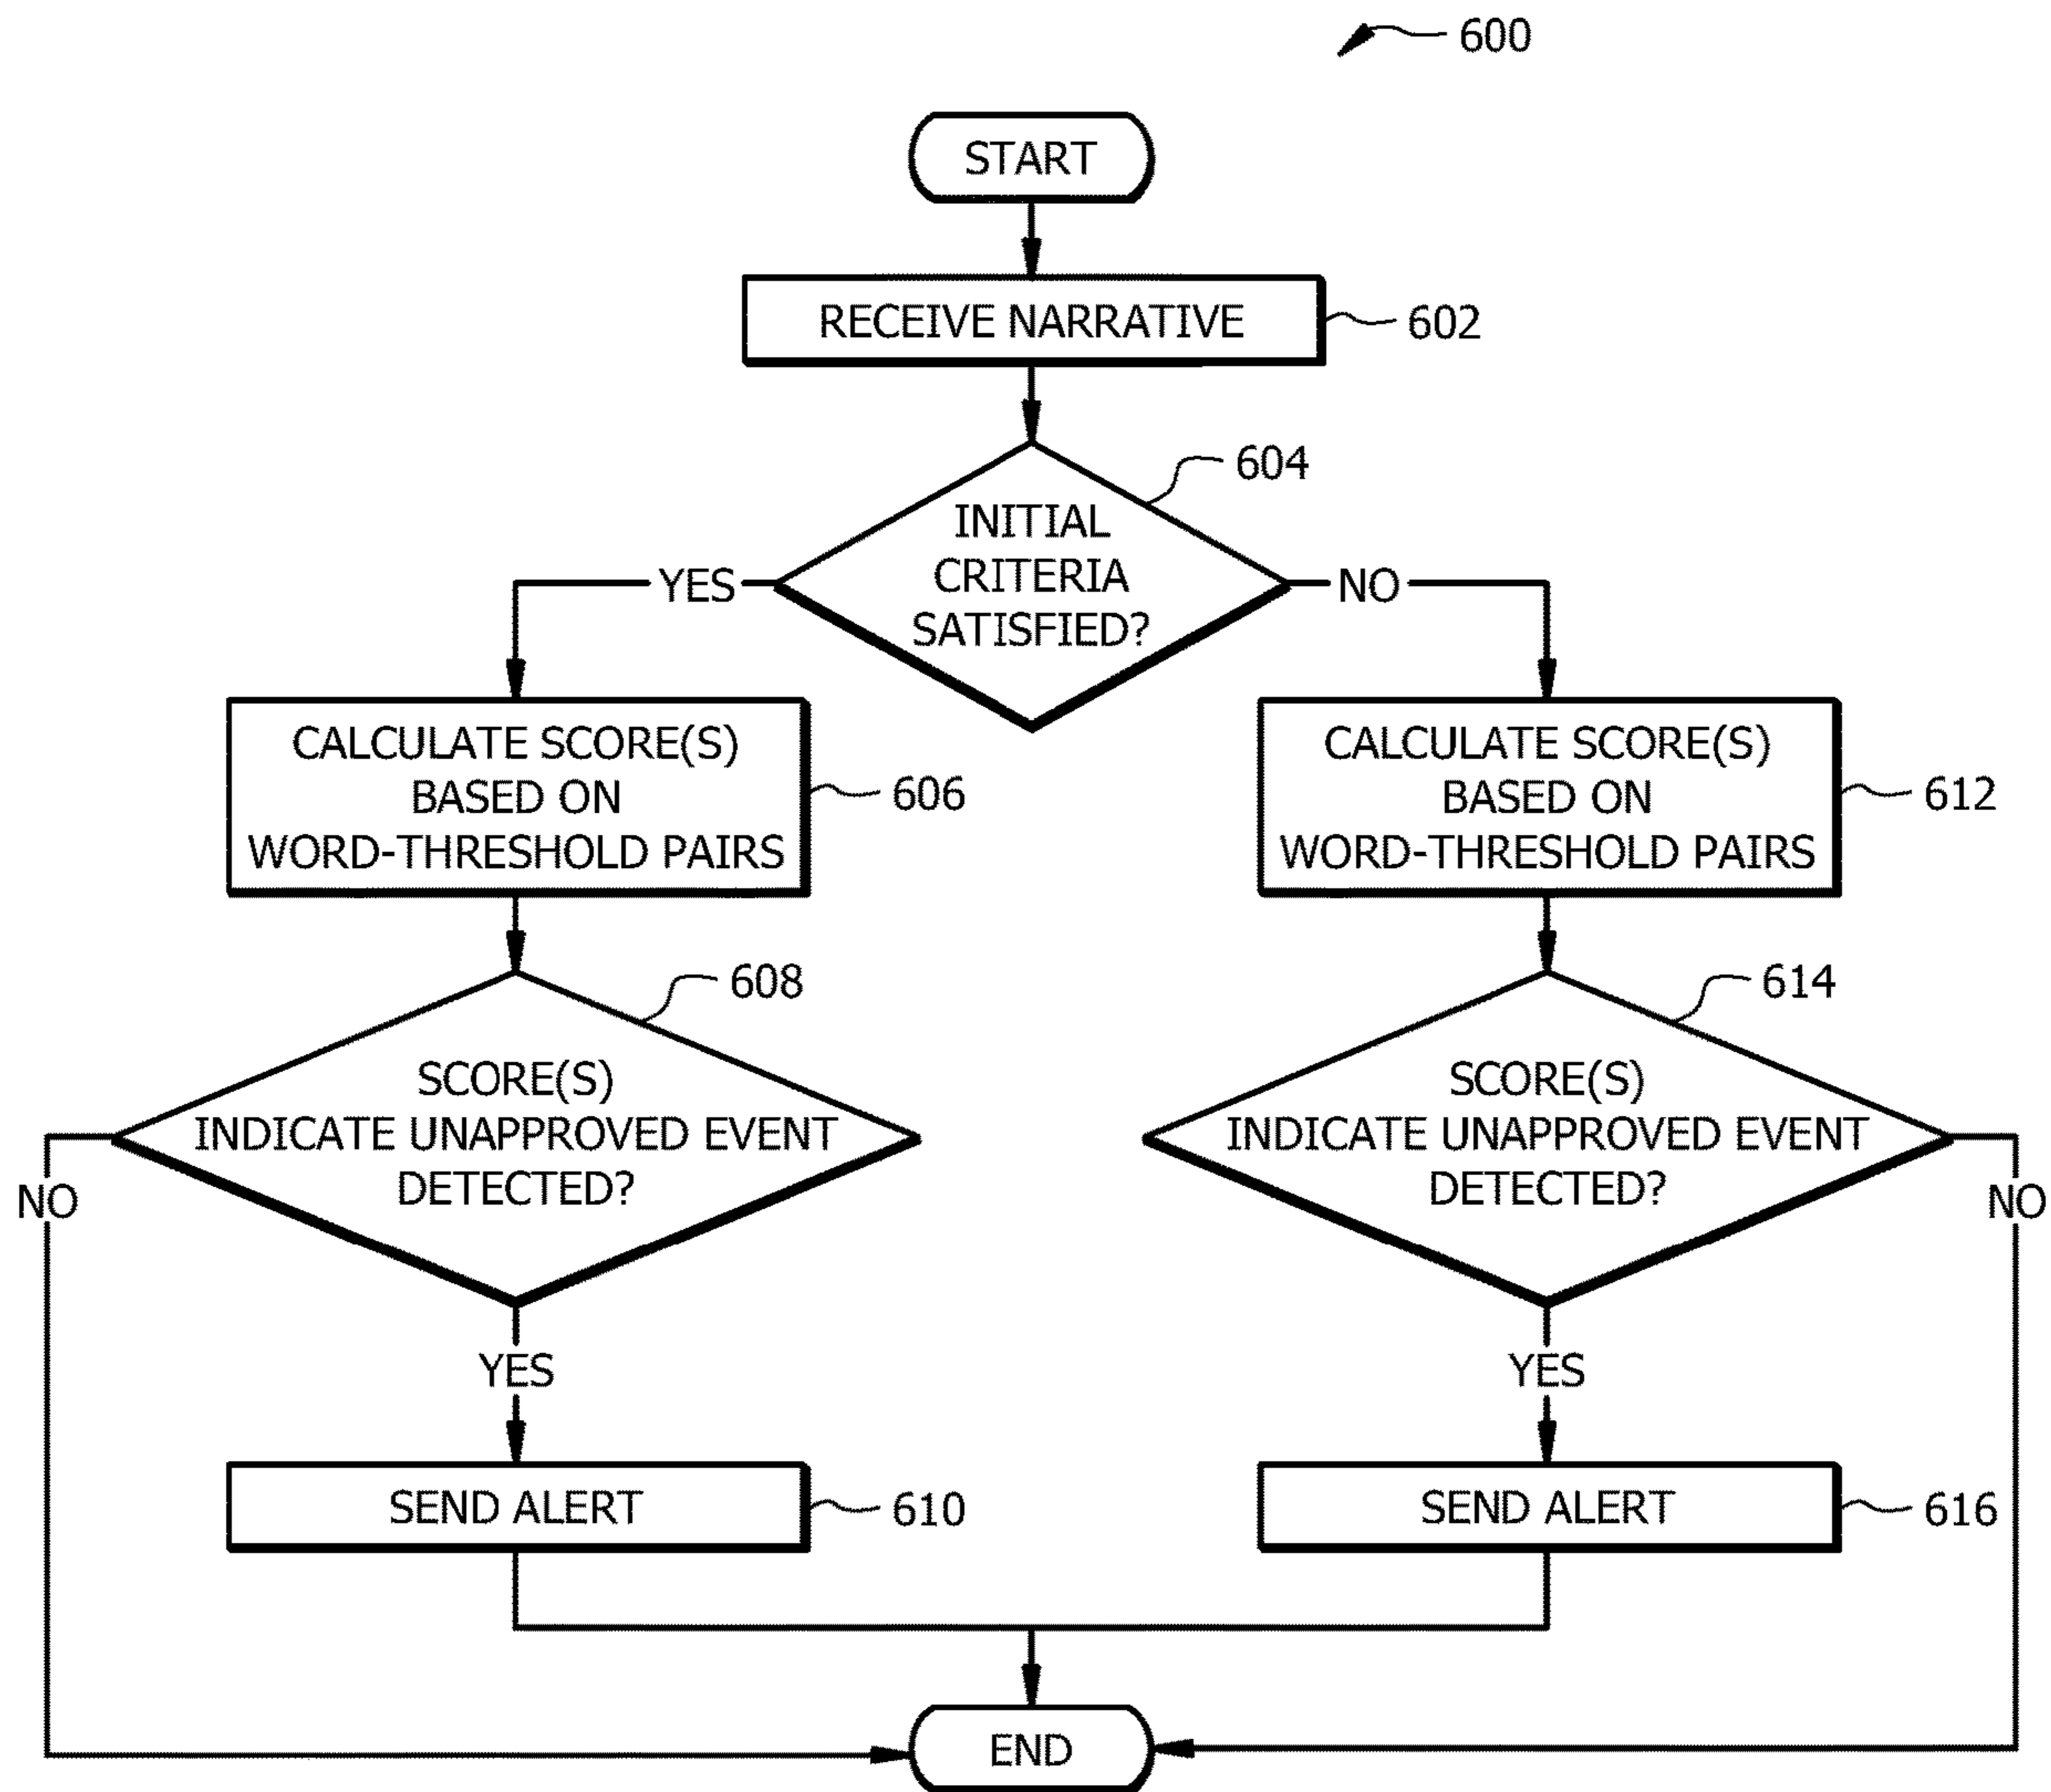 600
START
RECEIVE NARRATIVE
602
604
INITIAL
CRITERIA
SATISFIED?
YES
NO
CALCULATE SCORE(S)
BASED ON
WORD-THRESHOLD PAIRS
606
CALCULATE SCORE(S)
BASED ON
WORD-THRESHOLD PAIRS
612
608
SCORE(S)
INDICATE UNAPPROVED EVENT
DETECTED?
NO
YES
614
SCORE(S)
INDICATE UNAPPROVED EVENT
DETECTED?
NO
YES
SEND ALERT
610
SEND ALERT
616
END